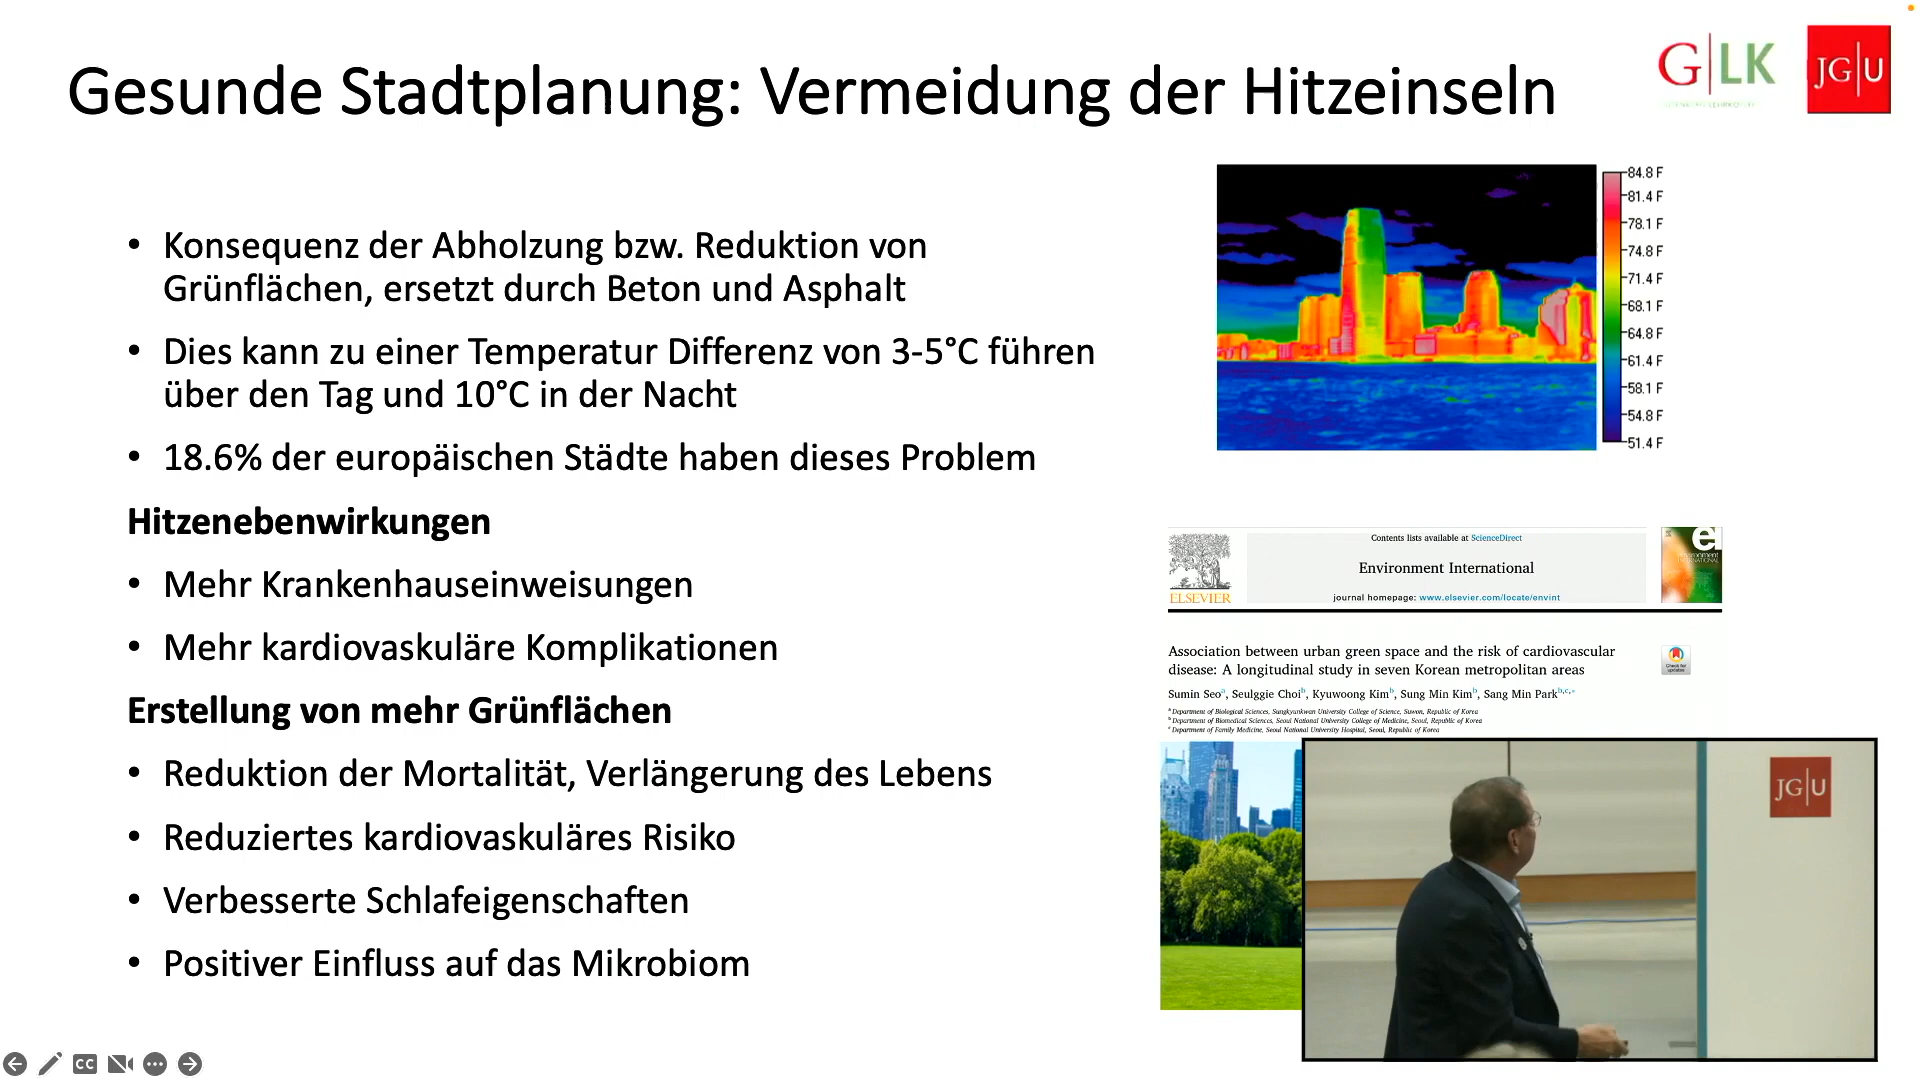 Gesunde Stadtplanung: Vermeidung der Hitzeinseln
G|LK
JG|U
• Konsequenz der Abholzung bzw. Reduktion von
Grünflächen, ersetzt durch Beton und Asphalt
• Dies kann zu einer Temperatur Differenz von 3-5°C führen
über den Tag und 10°C in der Nacht
• 18.6% der europäischen Städte haben dieses Problem
Hitzenebenwirkungen
• Mehr Krankenhauseinweisungen
• Mehr kardiovaskuläre Komplikationen
Erstellung von mehr Grünflächen
• Reduktion der Mortalität, Verlängerung des Lebens
• Reduziertes kardiovaskuläres Risiko
• Verbesserte Schlafeigenschaften
• Positiver Einfluss auf das Mikrobiom
84.8 F
81.4 F
78.1 F
74.8 F
71.4 F
68.1 F
64.8 F
61.4 F
58.1 F
54.8 F
51.4 F
Contents lists available at ScienceDirect
Environment International
journal homepage: www.elsevier.com/locate/envint
ELSEVIER
Association between urban green space and the risk of cardiovascular
disease: A longitudinal study in seven Korean metropolitan areas
Check for
updates
Sumin Seo a, Seulggie Choi b, Kyuwoong Kim b, Sung Min Kim b, Sang Min Park b,c,*
a Department of Biological Sciences, Sungkyunkwan University College of Science, Suwon, Republic of Korea
b Department of Biomedical Sciences, Seoul National University College of Medicine, Seoul, Republic of Korea
c Department of Family Medicine, Seoul National University Hospital, Seoul, Republic of Korea
JG|U
CC